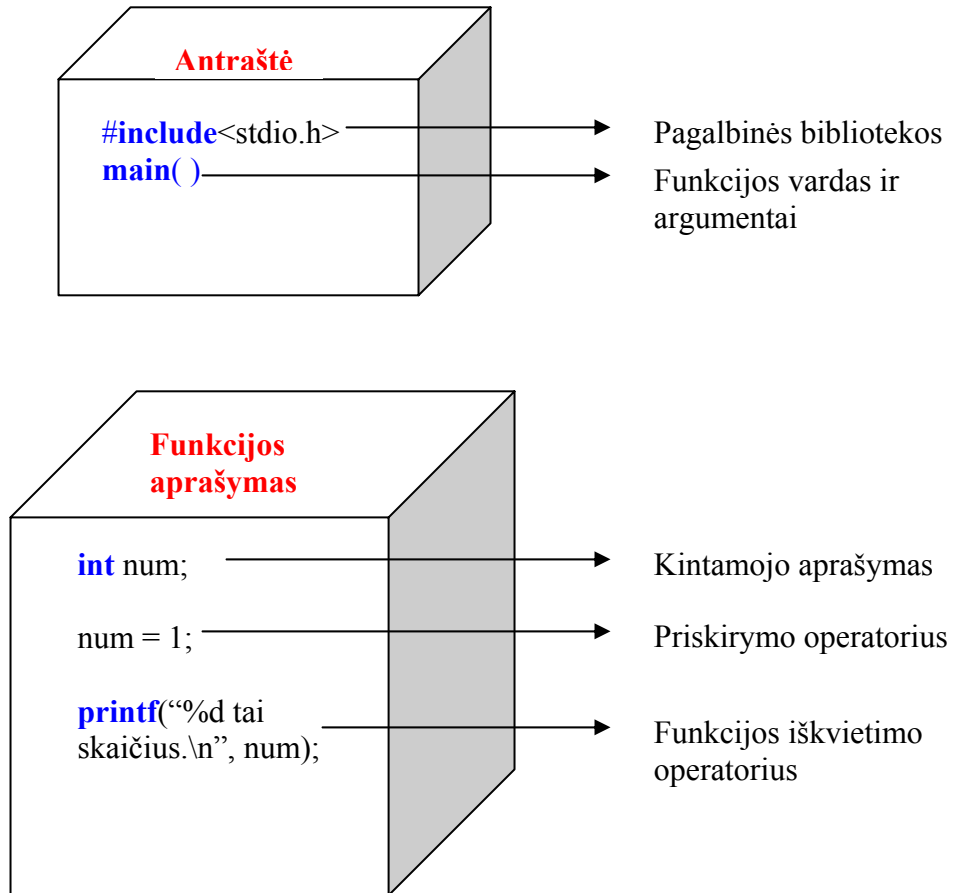 Antraštė
#include<stdio.h>
Pagalbinės bibliotekos
main( )
Funkcijos vardas ir
argumentai
Funkcijos
aprašymas
int num;
Kintamojo aprašymas
num = 1;
Priskirymo operatorius
printf(“%d tai
skaičius.\n”, num);
Funkcijos iškvietimo
operatorius